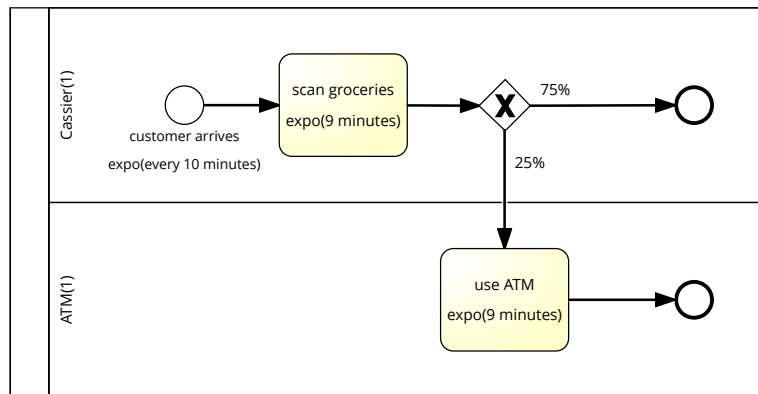 Cassier(1)
scan groceries
expo(9 minutes)
75%
customer arrives
expo(every 10 minutes)
25%
ATM(1)
use ATM
expo(9 minutes)